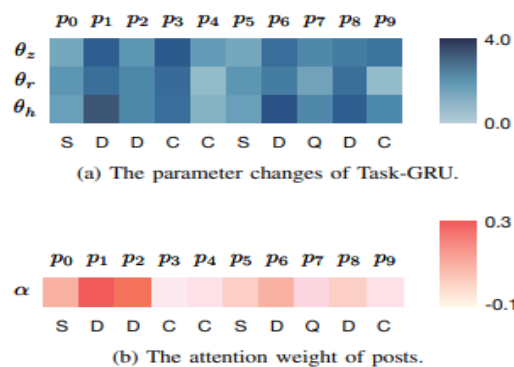 p0 p1 p2 p3 p4 p5 p6 p7 p8 p9
θz
θr
θh
4.0
0.0
S D D C C S D Q D C
(a) The parameter changes of Task-GRU.
p0 p1 p2 p3 p4 p5 p6 p7 p8 p9
α
0.3
-0.1
S D D C C S D Q D C
(b) The attention weight of posts.